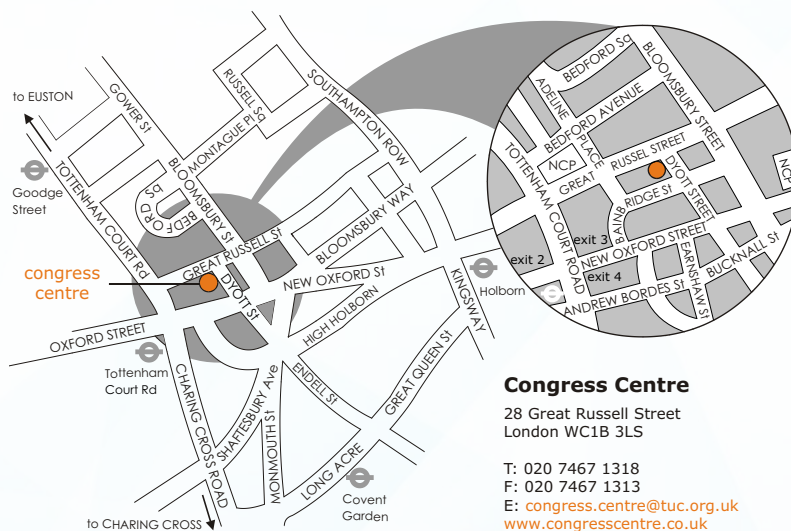 to EUSTON
GOWER St
RUSSELL Sq
SOUTHAMPTON ROW
MONTAGUE Pl
BLOOMSBURY St
BEDFORD Sq
TOTTENHAM COURT Rd
Goodge
Street
GREAT RUSSELL St
BLOOMSBURY WAY
congress
centre
DYOTT St
NEW OXFORD St
Holborn
KINGSWAY
HIGH HOLBORN
OXFORD STREET
Tottenham
Court Rd
CHARING CROSS ROAD
SHAFTESBURY Ave
MONMOUTH St
ENDELL St
GREAT QUEEN St
LONG ACRE
Covent
Garden
to CHARING CROSS
BEDFORD Sq
ADELINE PLACE
BEDFORD AVENUE
BLOOMSBURY STREET
TOTTENHAM COURT ROAD
NCP
GREAT RUSSEL STREET
DYOTT STREET
NCP
BAINB RIDGE St
exit 3
exit 2
NEW OXFORD STREET
exit 4
EARNSHAW St
BUCKNALL St
ANDREW BORDES St
Congress Centre
28 Great Russell Street
London WC1B 3LS
T: 020 7467 1318
F: 020 7467 1313
E: congress.centre@tuc.org.uk
www.congresscentre.co.uk